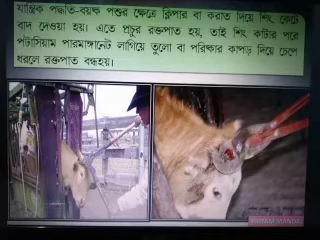 যান্ত্রিক পদ্ধতি-বয়স্ক পশুর ক্ষেত্রে ক্লিপার বা করাত দিয়ে শিং কেটে
বাদ দেওয়া হয়। এতে প্রচুর রক্তপাত হয়, তাই শিং কাটার পরে
পটাসিয়াম পারমাঙ্গানেট লাগিয়ে তুলো বা পরিষ্কার কাপড় দিয়ে চেপে
ধরলে রক্তপাত বন্ধহয়।